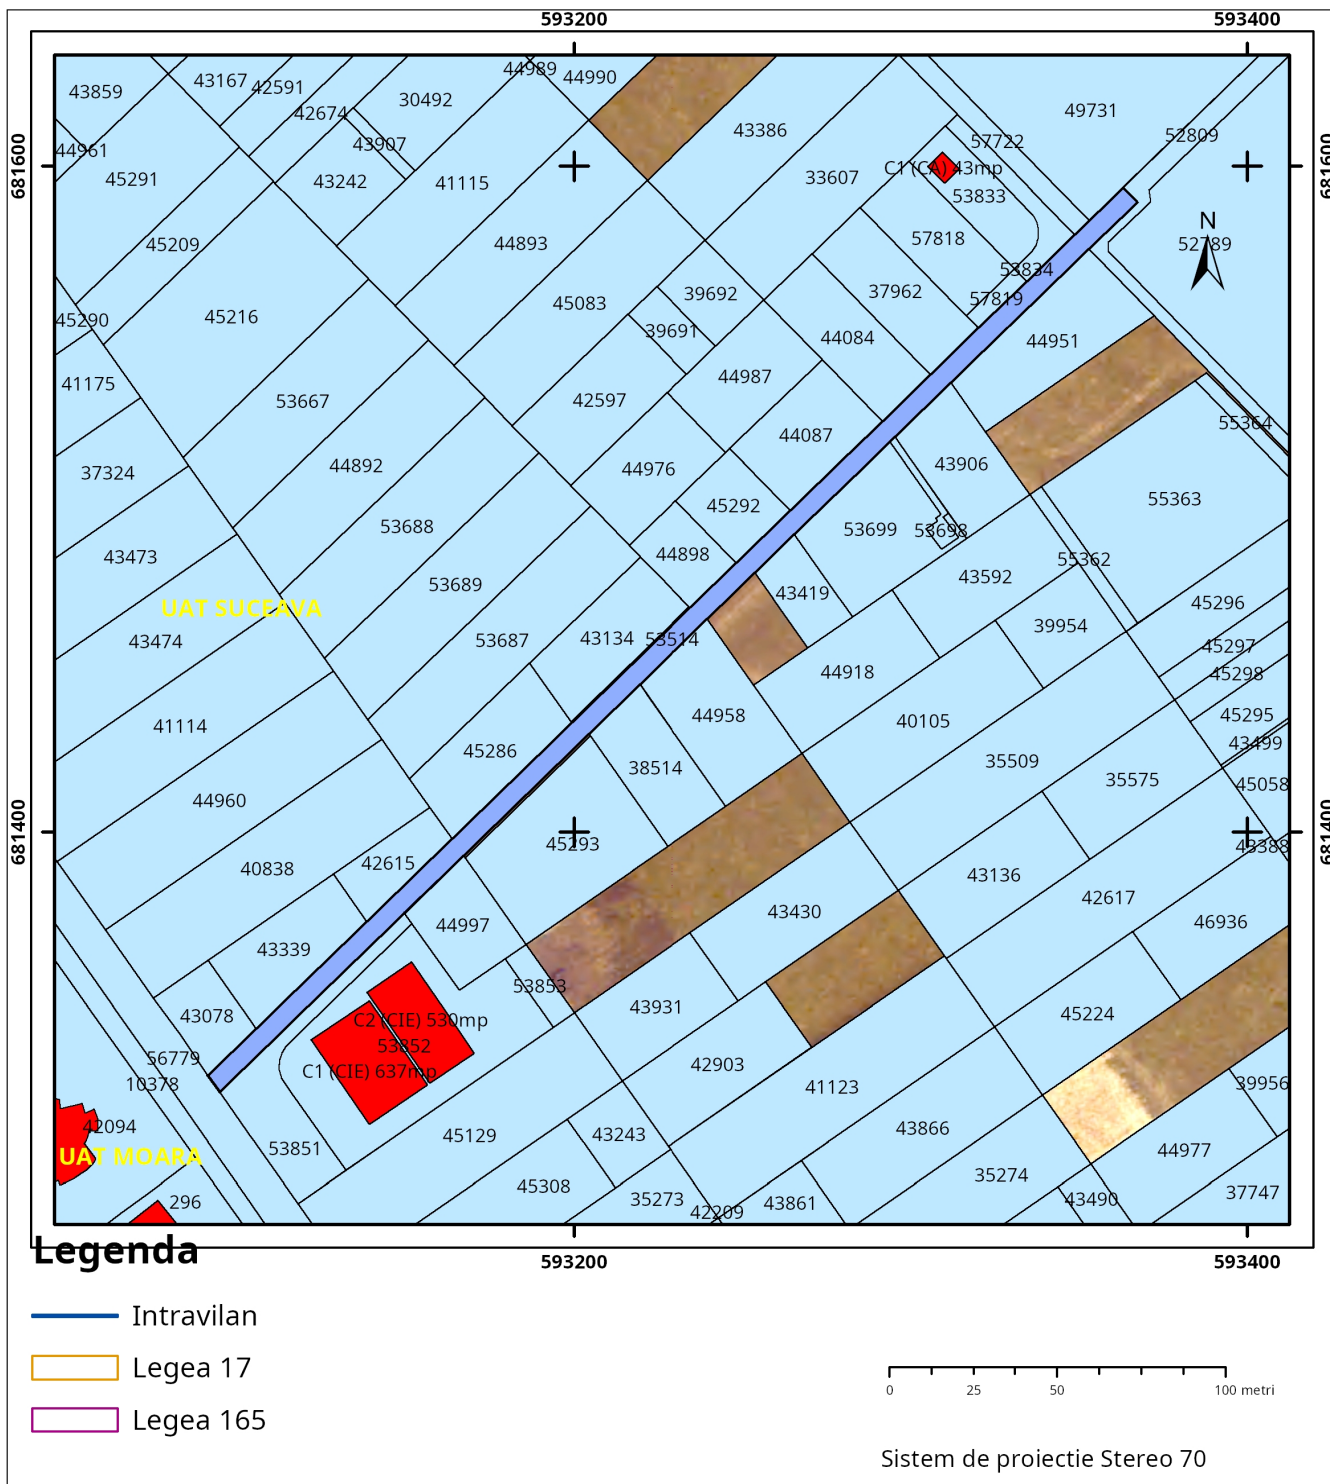 593200 593400
681600 681600
681400 681400
43859 43167 42591 44989 44990
42674 30492 43386 49731 52809
44961 43907 57722
45291 43242 41115 33607 C1 (CA) 43mp
53833
N
45209 44893 57818 52789
53834
45290 45216 45083 39692 37962 57819
39691 44084 44951
41175 44987
53667 42597
44087 55364
37324 44892 44976 43906
45292 55363
53688 53699 53698
43473 44898 55362
53689 43419 43592
UAT SUCEAVA 45296
43474 53687 43134 53514 39954
45297
44918 45298
41114 44958 40105 45295
45286 43499
38514 35509 35575 45058
44960
42615 45293 43388
40838 43136
43430 42617
43339 44997 46936
53853
43078 43931 45224
C2 (CIE) 530mp
56779 53852
10378 C1 (CIE) 637mp 42903 41123 39956
42094 45129 43243 43866
UAT MOARA 53851 44977
45308 35274
296 35273 43861 43490 37747
42209
593200 593400
Legenda
Intravilan
Legea 17
Legea 165
0 25 50 100 metri
Sistem de proiectie Stereo 70